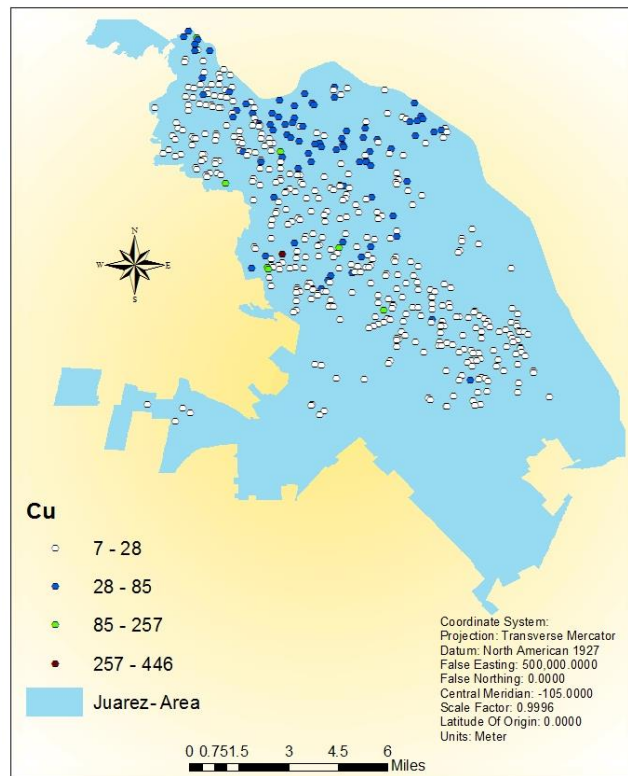 N
W E
S
Cu
7 - 28
28 - 85
85 - 257
257 - 446
Juarez- Area
Coordinate System:
Projection: Transverse Mercator
Datum: North American 1927
False Easting: 500,000.0000
False Northing: 0.0000
Central Meridian: -105.0000
Scale Factor: 0.9996
Latitude Of Origin: 0.0000
Units: Meter
0 0.751.5 3 4.5 6
Miles